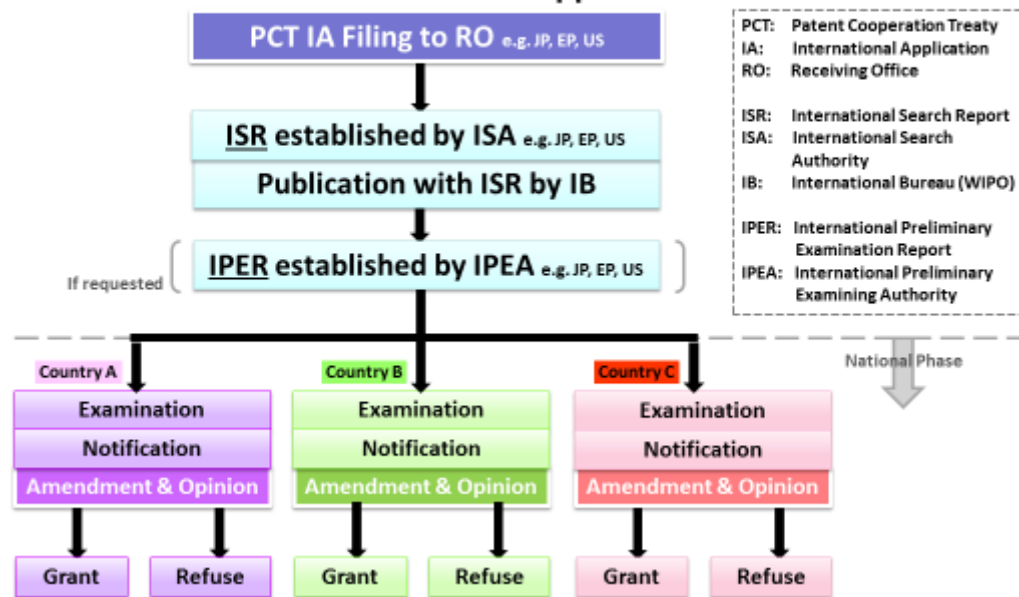 PCT IA Filing to RO e.g. JP, EP, US
ISR established by ISA e.g. JP, EP, US
Publication with ISR by IB
If requested
IPER established by IPEA e.g. JP, EP, US
PCT: Patent Cooperation Treaty
IA: International Application
RO: Receiving Office
ISR: International Search Report
ISA: International Search
Authority
IB: International Bureau (WIPO)
IPER: International Preliminary
Examination Report
IPEA: International Preliminary
Examining Authority
National Phase
Country A
Examination
Notification
Amendment & Opinion
Grant
Refuse
Country B
Examination
Notification
Amendment & Opinion
Grant
Refuse
Country C
Examination
Notification
Amendment & Opinion
Grant
Refuse